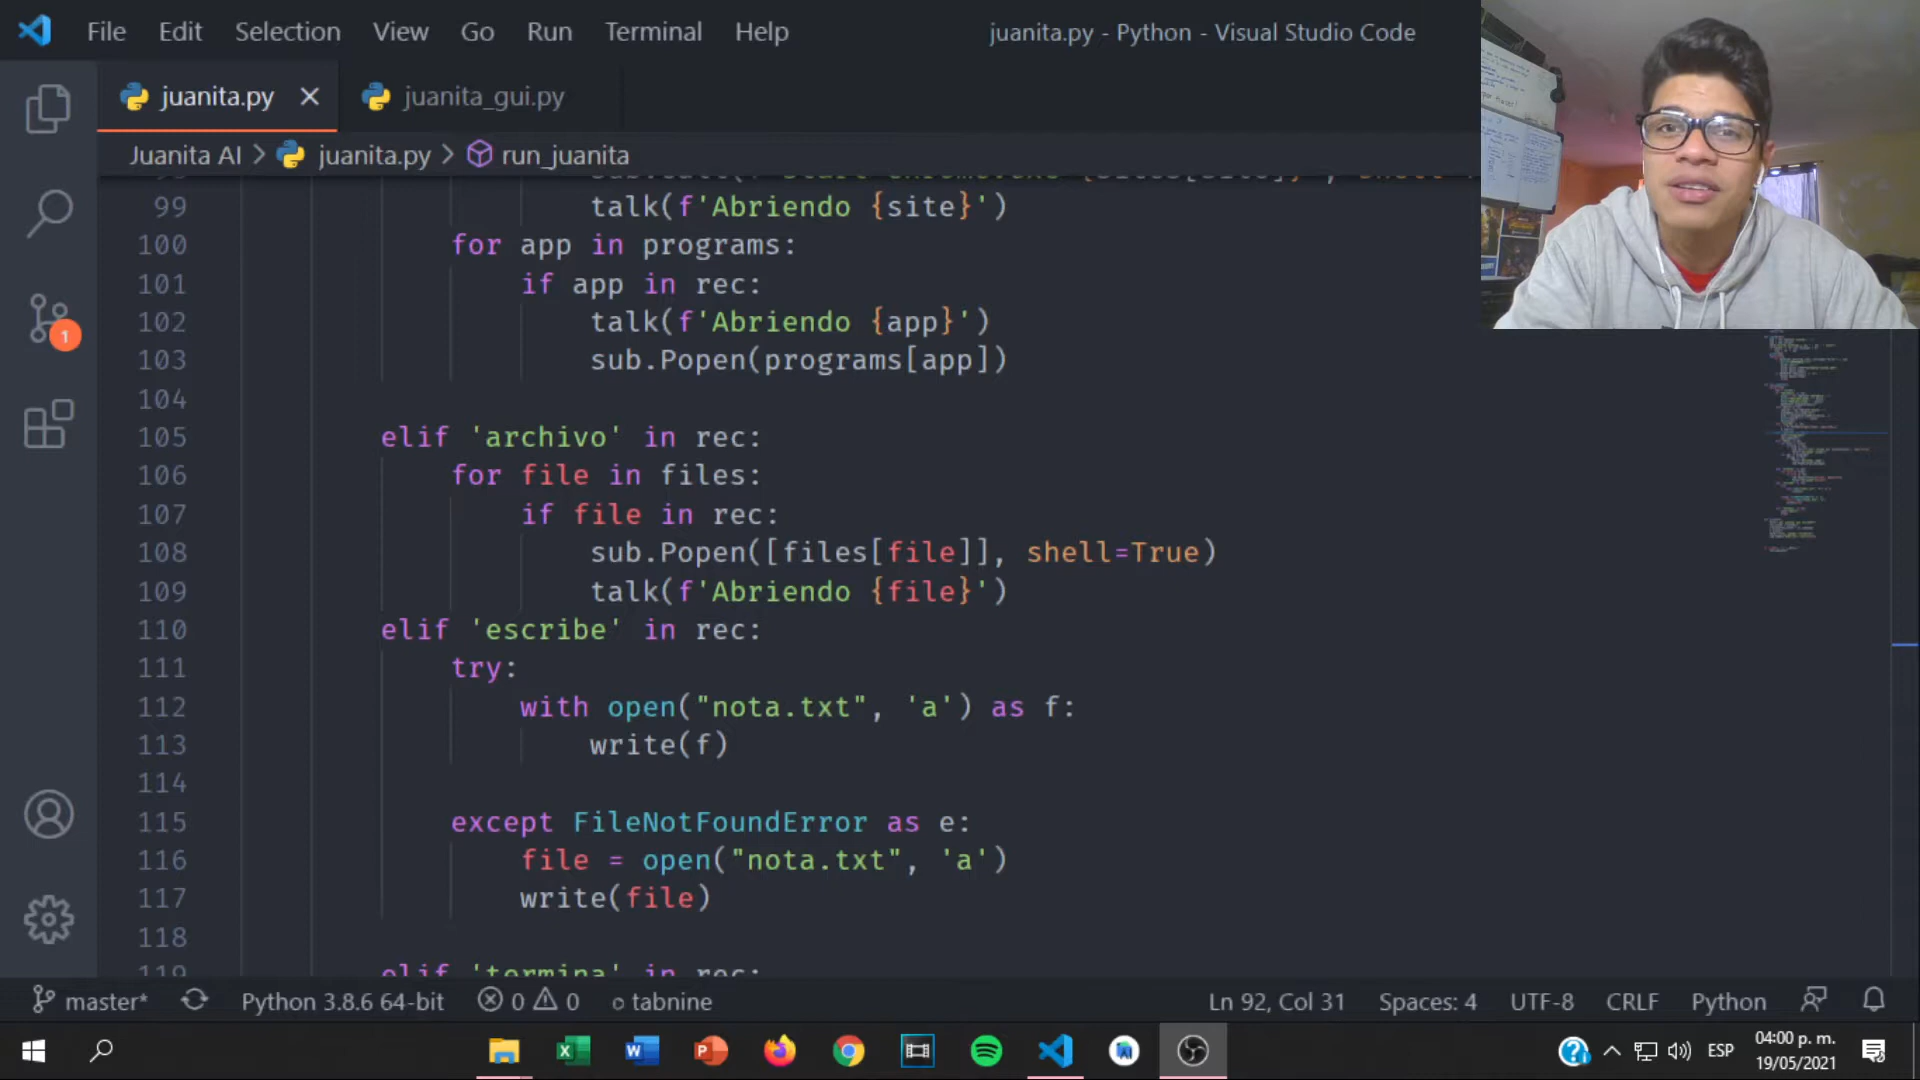 File Edit Selection View Go Run Terminal Help
juanita.py - Python - Visual Studio Code
juanita.py
juanita_gui.py
Juanita AI > juanita.py > run_juanita
99 talk(f'Abriendo {site}')
100 for app in programs:
101 if app in rec:
102 talk(f'Abriendo {app}')
103 sub.Popen(programs[app])
104
105 elif 'archivo' in rec:
106 for file in files:
107 if file in rec:
108 sub.Popen([files[file]], shell=True)
109 talk(f'Abriendo {file}')
110 elif 'escribe' in rec:
111 try:
112 with open("nota.txt", 'a') as f:
113 write(f)
114
115 except FileNotFoundError as e:
116 file = open("nota.txt", 'a')
117 write(file)
118
119 elif 'termina' in rec:
1
master* Python 3.8.6 64-bit 0 0 tabnine Ln 92, Col 31 Spaces: 4 UTF-8 CRLF Python
ESP
04:00 p. m.
19/05/2021